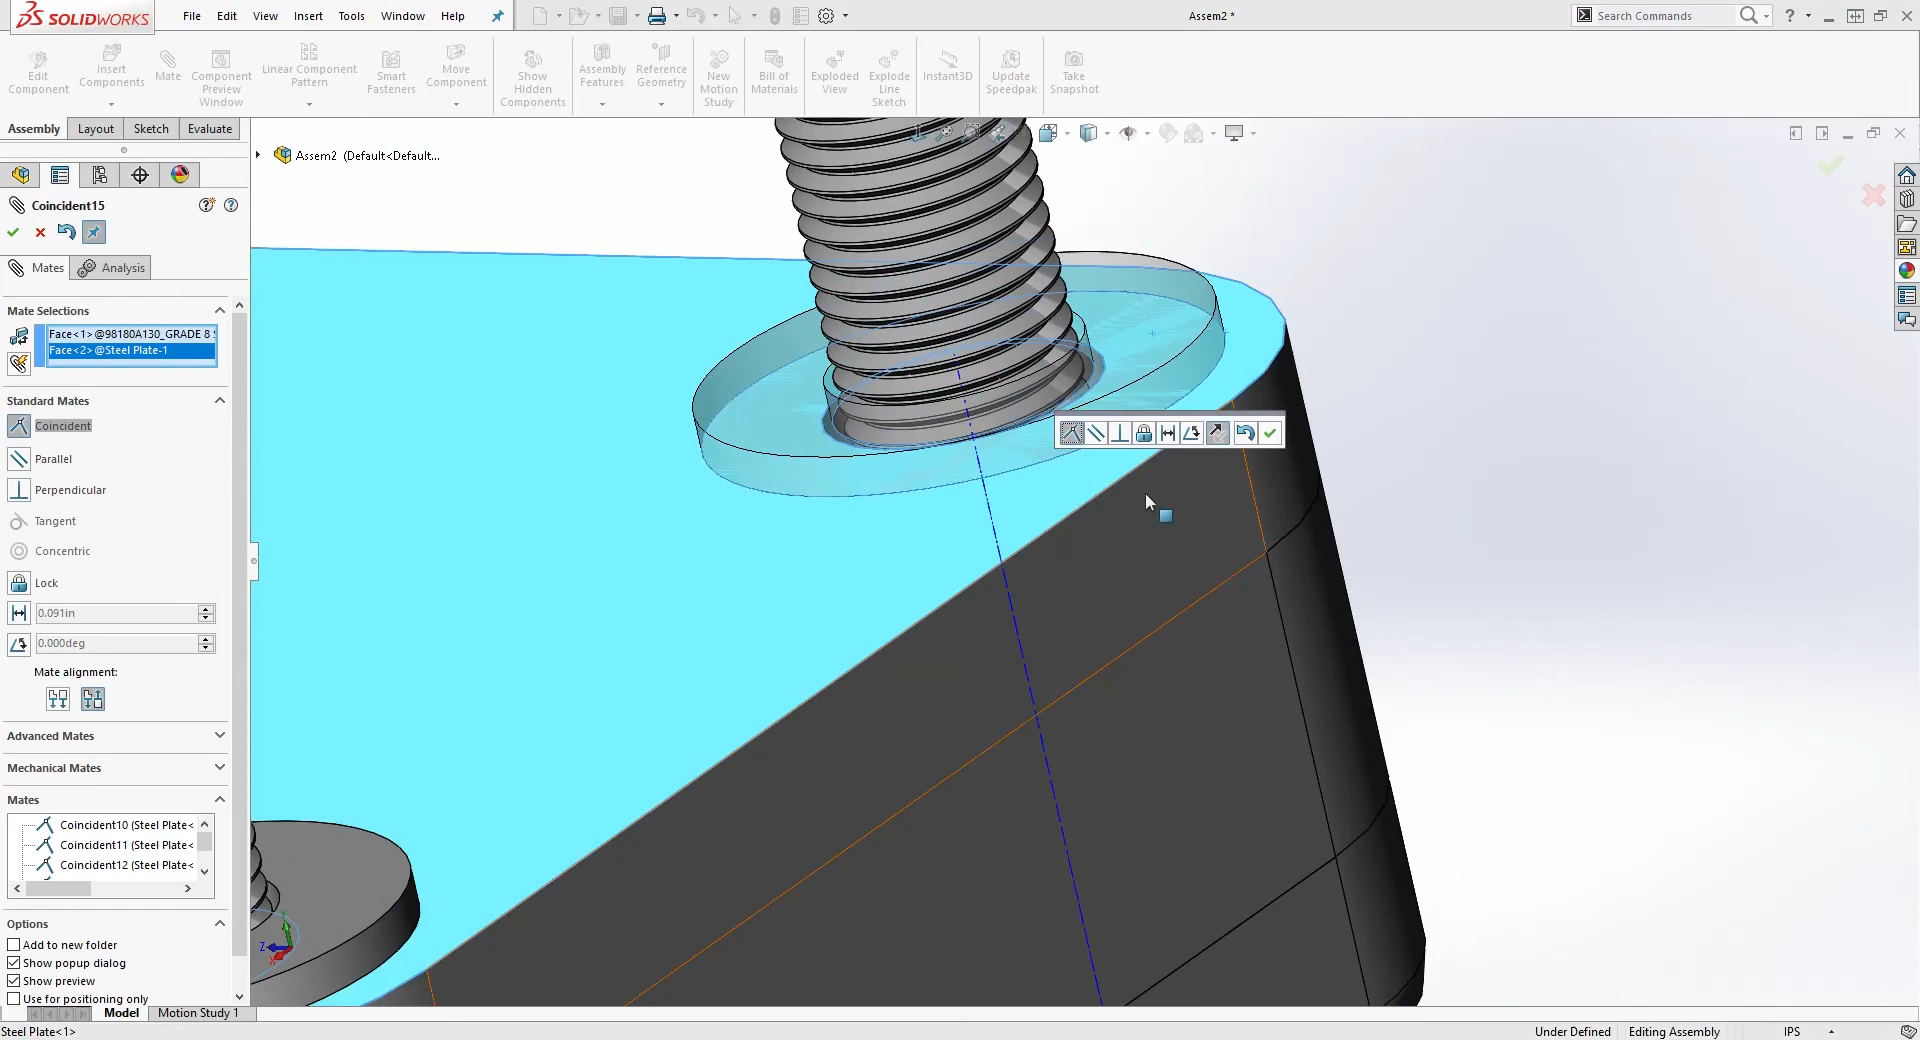 SOLIDWORKS
File Edit View Insert Tools Window Help
Assem2 *
Search Commands
Edit Component
Insert Components
Mate
Component Preview Window
Linear Component Pattern
Smart Fasteners
Move Component
Show Hidden Components
Assembly Features
Reference Geometry
New Motion Study
Bill of Materials
Exploded View
Explode Line Sketch
Instant3D
Update Speedpak
Take Snapshot
Assembly Layout Sketch Evaluate
Assem2 (Default<Default...
Coincident15
Mates Analysis
Mate Selections
Face<1>@98180A130_GRADE 8
Face<2>@Steel Plate-1
Standard Mates
Coincident
Parallel
Perpendicular
Tangent
Concentric
Lock
0.091in
0.000deg
Mate alignment:
Advanced Mates
Mechanical Mates
Mates
Coincident10 (Steel Plate<
Coincident11 (Steel Plate<
Coincident12 (Steel Plate<
Y
Z
X
Options
Add to new folder
Show popup dialog
Show preview
Use for positioning only
Model Motion Study 1
Steel Plate<1>
Under Defined Editing Assembly IPS